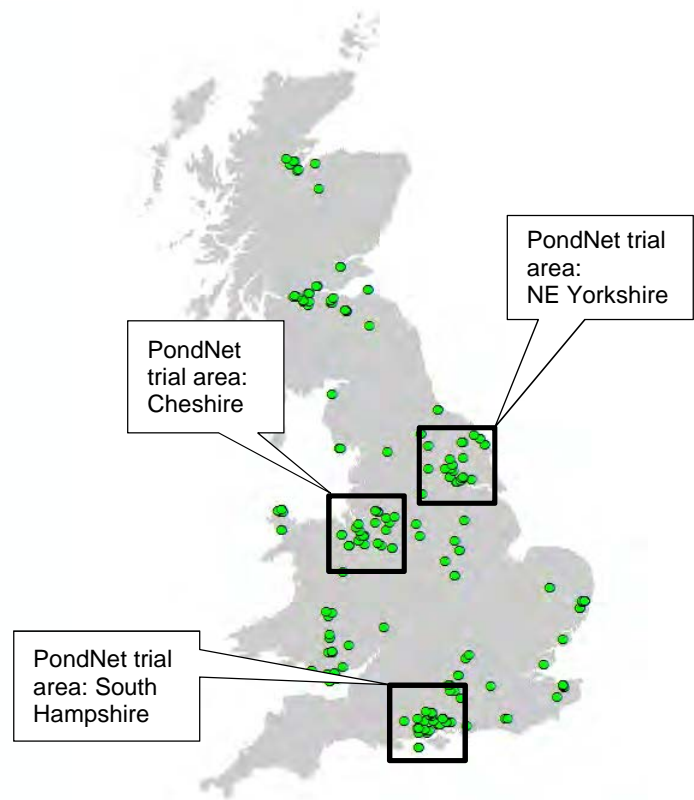 PondNet trial
area:
NE Yorkshire
PondNet
trial area:
Cheshire
PondNet trial
area: South
Hampshire